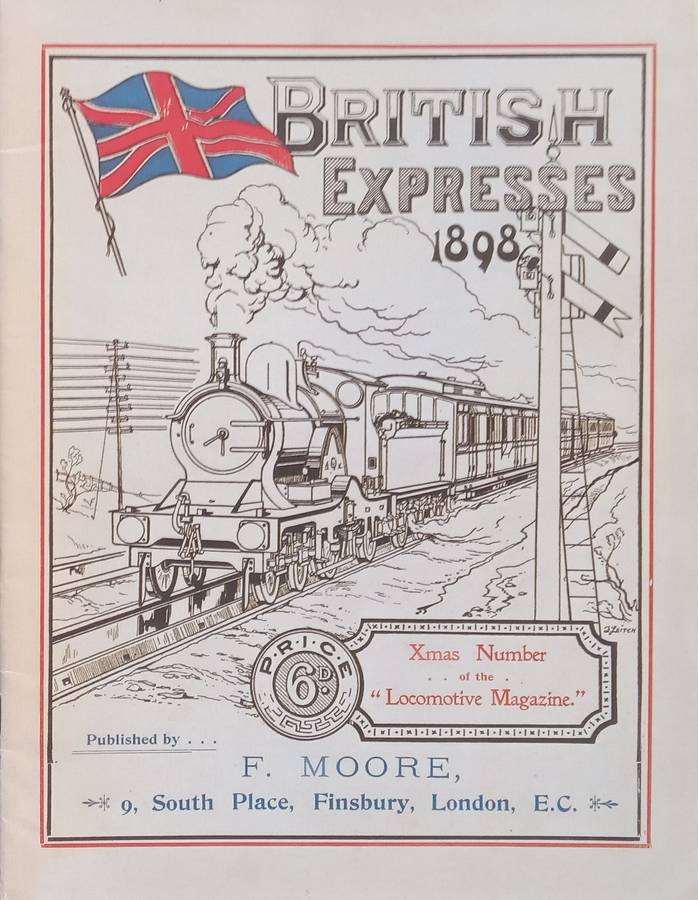 BRITISH
EXPRESSES
1898
S. LEITCH
PRICE
6D.
Xmas Number
. . of the .
“Locomotive Magazine.”
Published by . . .
F. MOORE,
9, South Place, Finsbury, London, E.C.